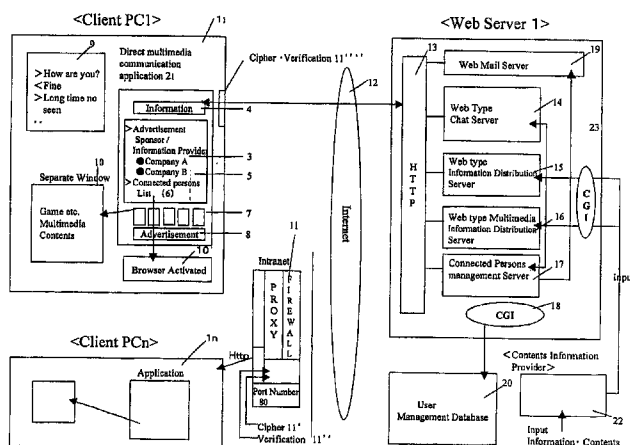 <Client PC1>
9
1i
> How are you?
< Fine
> Long time no
seen
..
Direct multimedia
communication
application 21
Cipher・Verification 11''''
Information
4
> Advertisement
Sponsor /
Information Provider
3
●Company A
●Company B
5
> Connected persons
List (6)
10
Separate Window
Game etc.
Multimedia
Contents
7
Advertisement
8
10
Browser Activated
<Client PCn>
1n
Application
Http
Intranet
11
PROXY
FIREWALL
Port Number
80
Cipher 11'
Verification 11''
12
Internet
<Web Server 1>
13
HTTP
Web Mail Server
19
Web Type
Chat Server
14
23
Web type
Information Distribution
Server
15
Web type Multimedia
Information Distribution
Server
16
CGI
Connected Persons
management Server
17
Input
CGI
18
<Contents Information
Provider>
20
User
Management Database
22
Input
Information・Contents